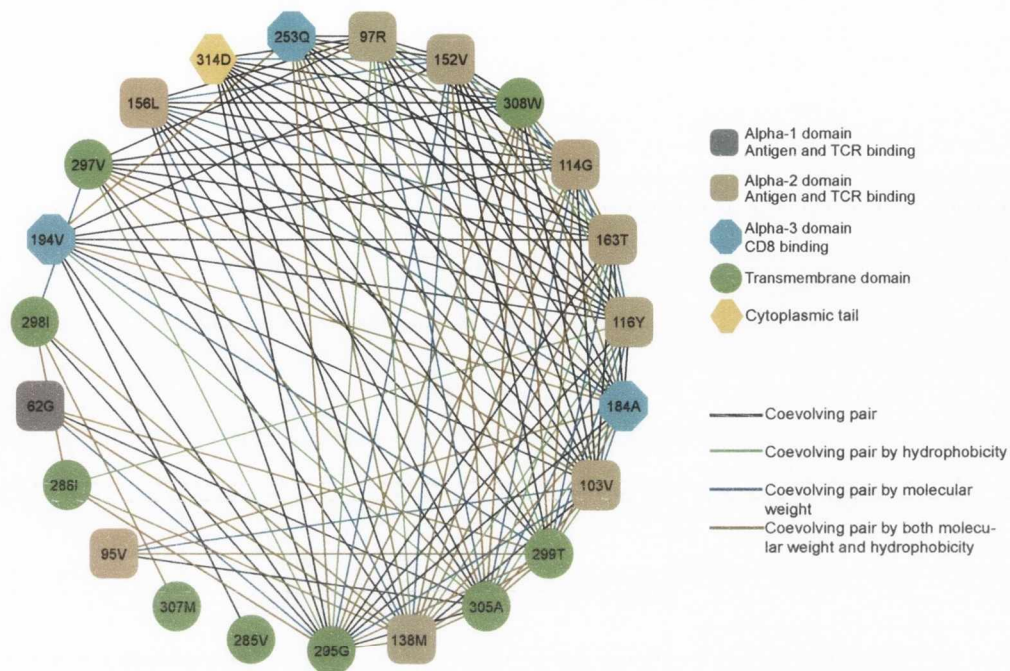 253Q
97R
314D
152V
156L
308W
297V
114G
194V
163T
298I
116Y
62G
184A
286I
103V
95V
299T
307M
305A
285V
138M
295G
Alpha-1 domain
Antigen and TCR binding
Alpha-2 domain
Antigen and TCR binding
Alpha-3 domain
CD8 binding
Transmembrane domain
Cytoplasmic tail
Coevolving pair
Coevolving pair by hydrophobicity
Coevolving pair by molecular
weight
Coevolving pair by both molecu-
lar weight and hydrophobicity